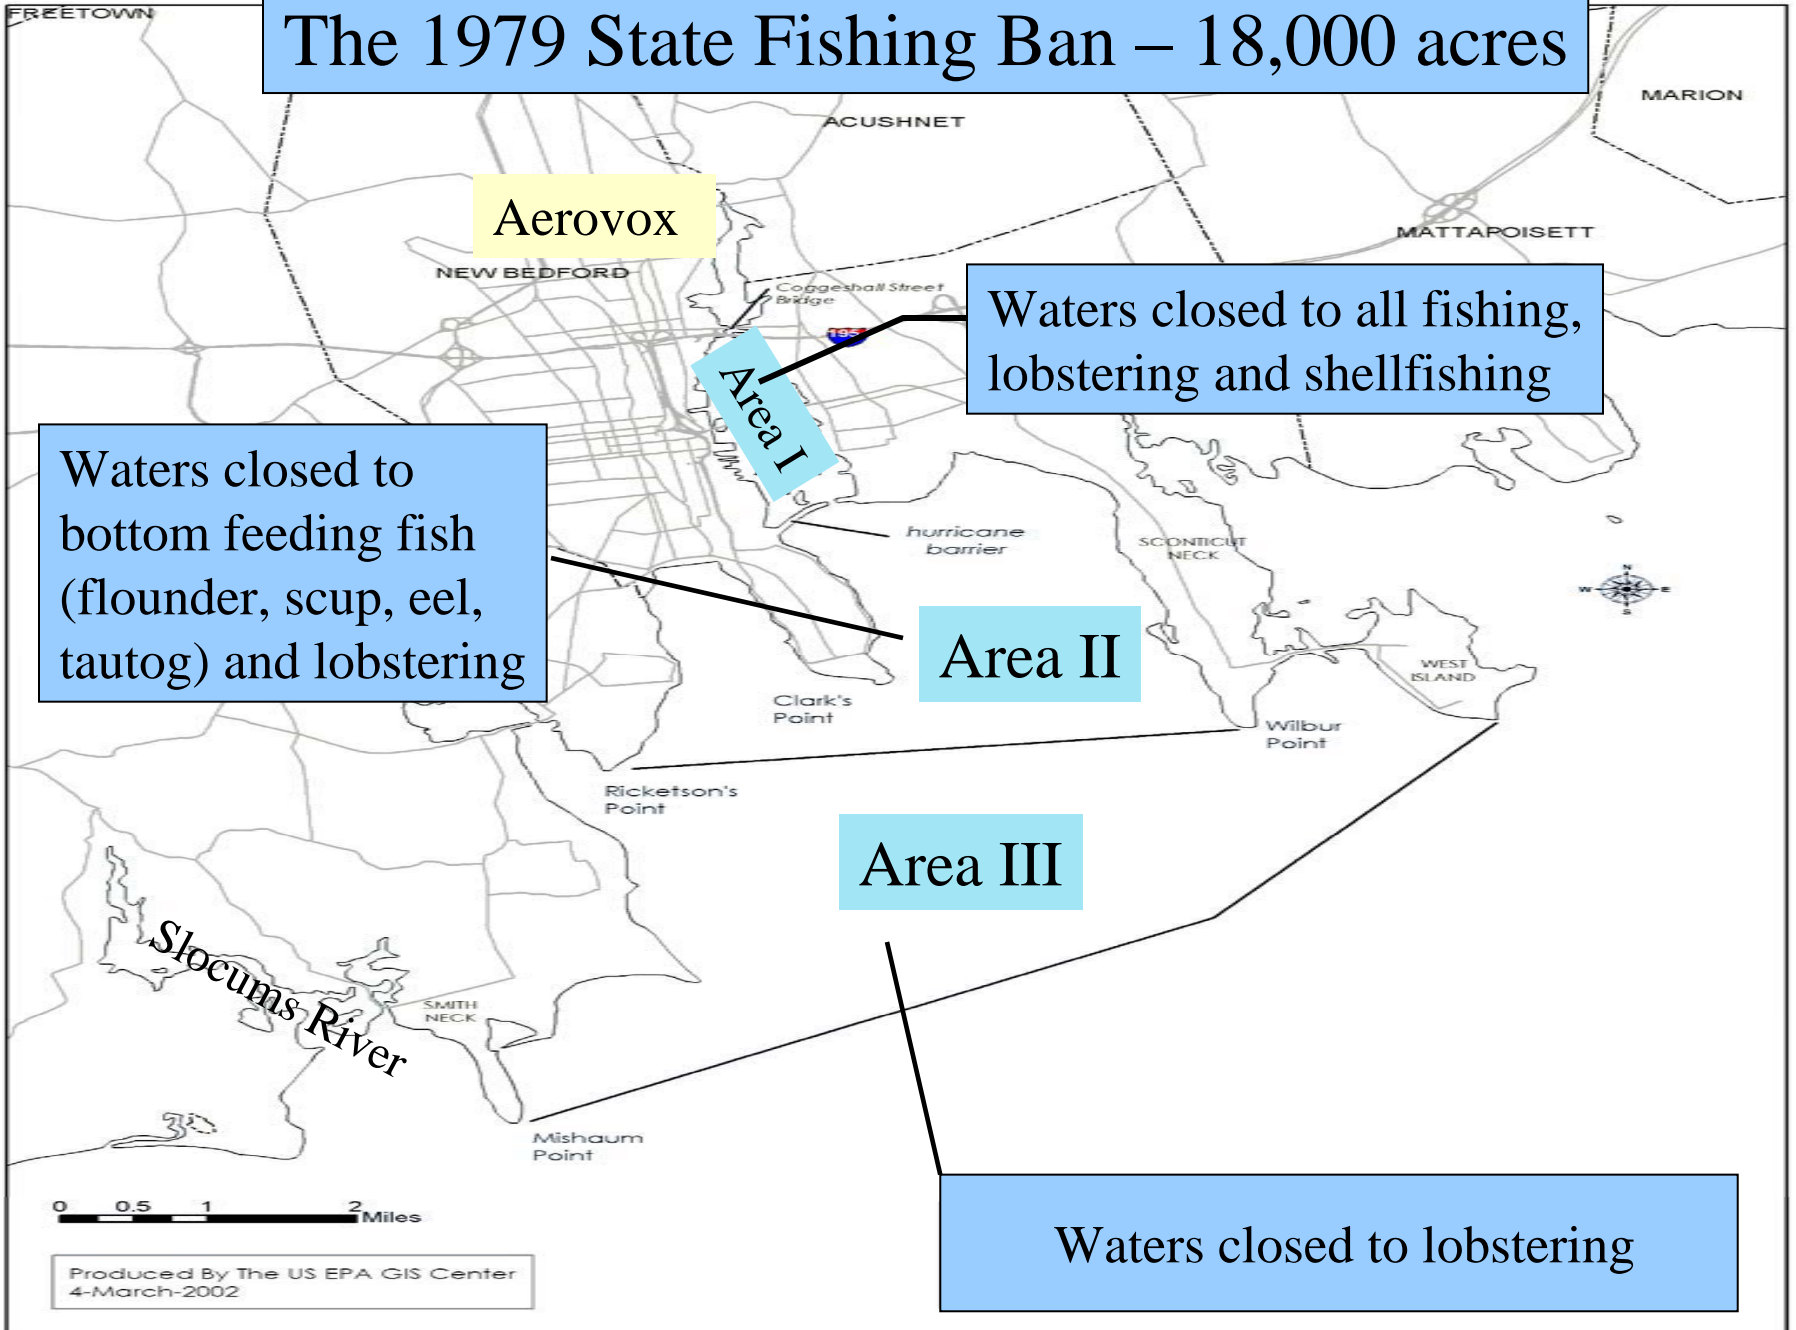 FREETOWN
The 1979 State Fishing Ban – 18,000 acres
MARION
ACUSHNET
Aerovox
MATTAPOISETT
NEW BEDFORD
Coggeshall Street
Bridge
195
Waters closed to all fishing,
lobstering and shellfishing
Area I
Waters closed to
bottom feeding fish
(flounder, scup, eel,
tautog) and lobstering
hurricane
barrier
SCONTICUT
NECK
N
W E
S
Area II
WEST
ISLAND
Clark's
Point
Wilbur
Point
Ricketson's
Point
Area III
Slocums River
SMITH
NECK
Mishaum
Point
0 0.5 1 2 Miles
Waters closed to lobstering
Produced By The US EPA GIS Center
4-March-2002